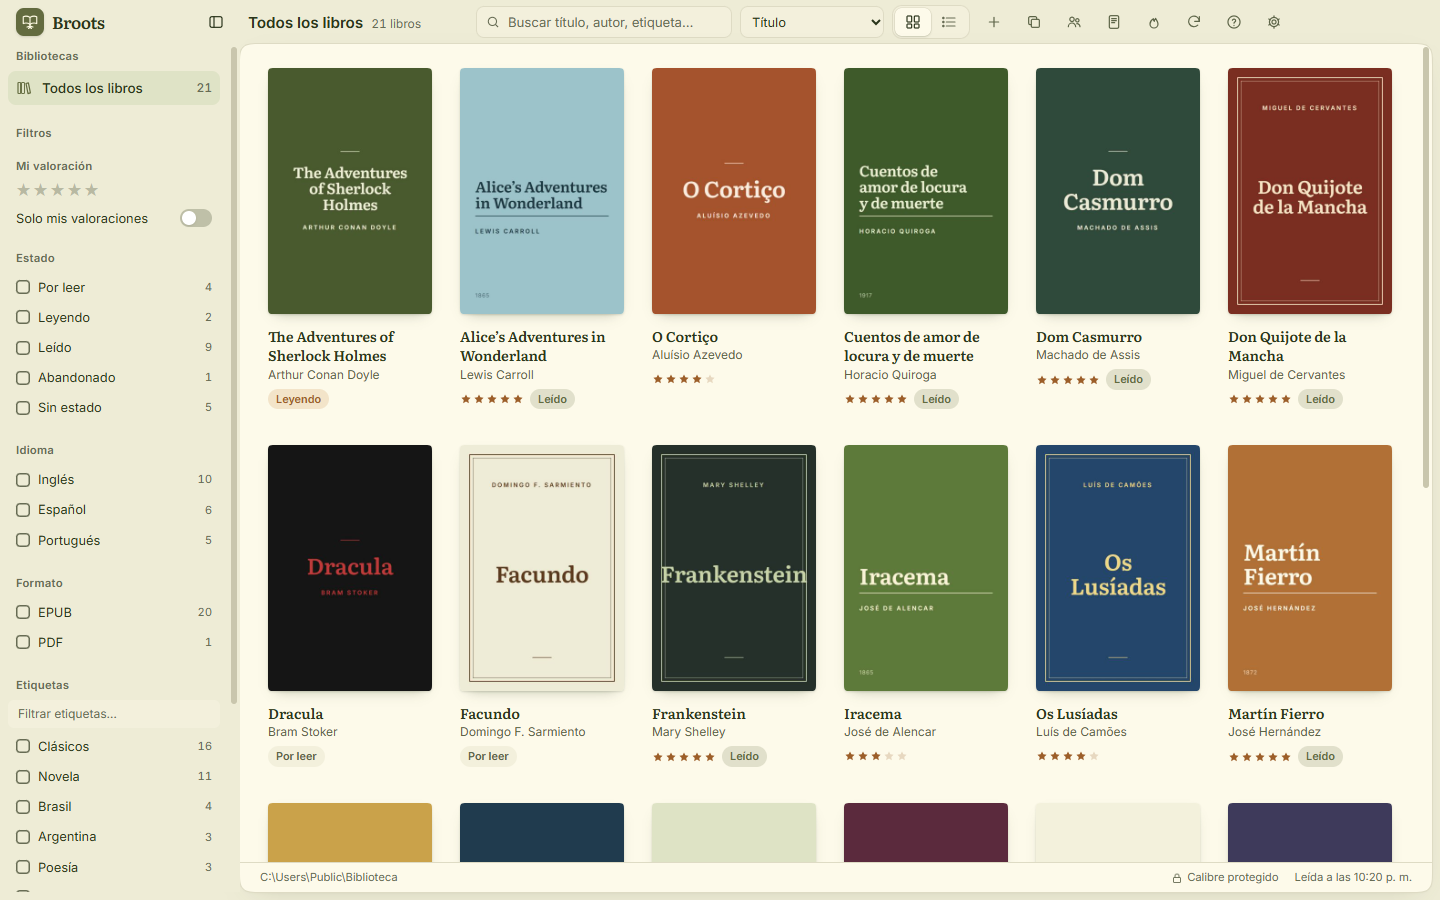 Broots
Todos los libros 21 libros
Buscar título, autor, etiqueta...
Título
Bibliotecas
Todos los libros 21
Filtros
Mi valoración
Solo mis valoraciones
Estado
Por leer 4
Leyendo 2
Leído 9
Abandonado 1
Sin estado 5
Idioma
Inglés 10
Español 6
Portugués 5
Formato
EPUB 20
PDF 1
Etiquetas
Filtrar etiquetas...
Clásicos 16
Novela 11
Brasil 4
Argentina 3
Poesía 3
The Adventures
of Sherlock
Holmes
ARTHUR CONAN DOYLE
The Adventures of
Sherlock Holmes
Arthur Conan Doyle
Leyendo
Alice’s Adventures
in Wonderland
LEWIS CARROLL
1865
Alice’s Adventures in
Wonderland
Lewis Carroll
Leído
O Cortiço
ALUÍSIO AZEVEDO
O Cortiço
Aluísio Azevedo
Cuentos de
amor de locura
y de muerte
HORACIO QUIROGA
1917
Cuentos de amor de
locura y de muerte
Horacio Quiroga
Leído
Dom
Casmurro
MACHADO DE ASSIS
Dom Casmurro
Machado de Assis
Leído
MIGUEL DE CERVANTES
Don Quijote
de la Mancha
Don Quijote de la
Mancha
Miguel de Cervantes
Leído
Dracula
BRAM STOKER
Dracula
Bram Stoker
Por leer
DOMINGO F. SARMIENTO
Facundo
Facundo
Domingo F. Sarmiento
Por leer
MARY SHELLEY
Frankenstein
Frankenstein
Mary Shelley
Leído
Iracema
JOSÉ DE ALENCAR
1865
Iracema
José de Alencar
LUÍS DE CAMÕES
Os
Lusíadas
Os Lusíadas
Luís de Camões
Martín
Fierro
JOSÉ HERNÁNDEZ
1872
Martín Fierro
José Hernández
Leído
C:\Users\Public\Biblioteca
Calibre protegido
Leída a las 10:20 p. m.